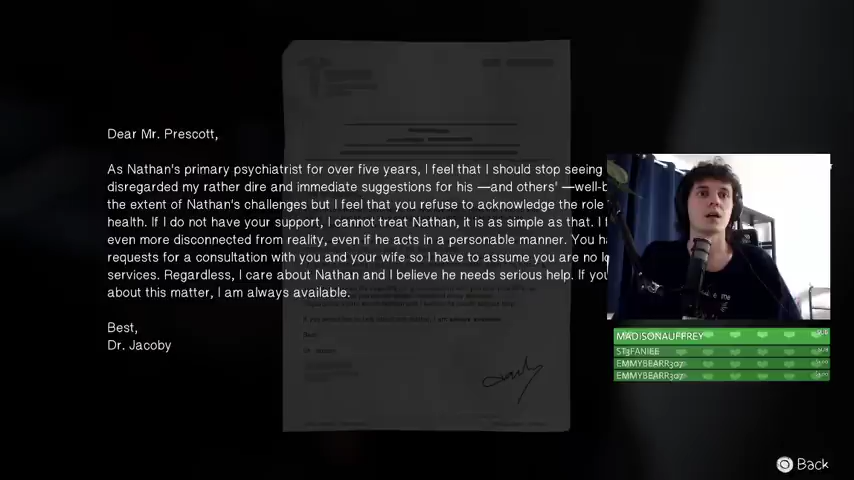 Dear Mr. Prescott,
As Nathan's primary psychiatrist for over five years, I feel that I should stop seeing
disregarded my rather dire and immediate suggestions for his —and others' —well-b
the extent of Nathan's challenges but I feel that you refuse to acknowledge the role
health. If I do not have your support, I cannot treat Nathan, it is as simple as that. I
even more disconnected from reality, even if he acts in a personable manner. You ha
requests for a consultation with you and your wife so I have to assume you are no lo
services. Regardless, I care about Nathan and I believe he needs serious help. If you
about this matter, I am always available.
Best,
Dr. Jacoby
MADISONAUFFREY
ST3FANIEE
EMMYBEARR307
EMMYBEARR307
Back